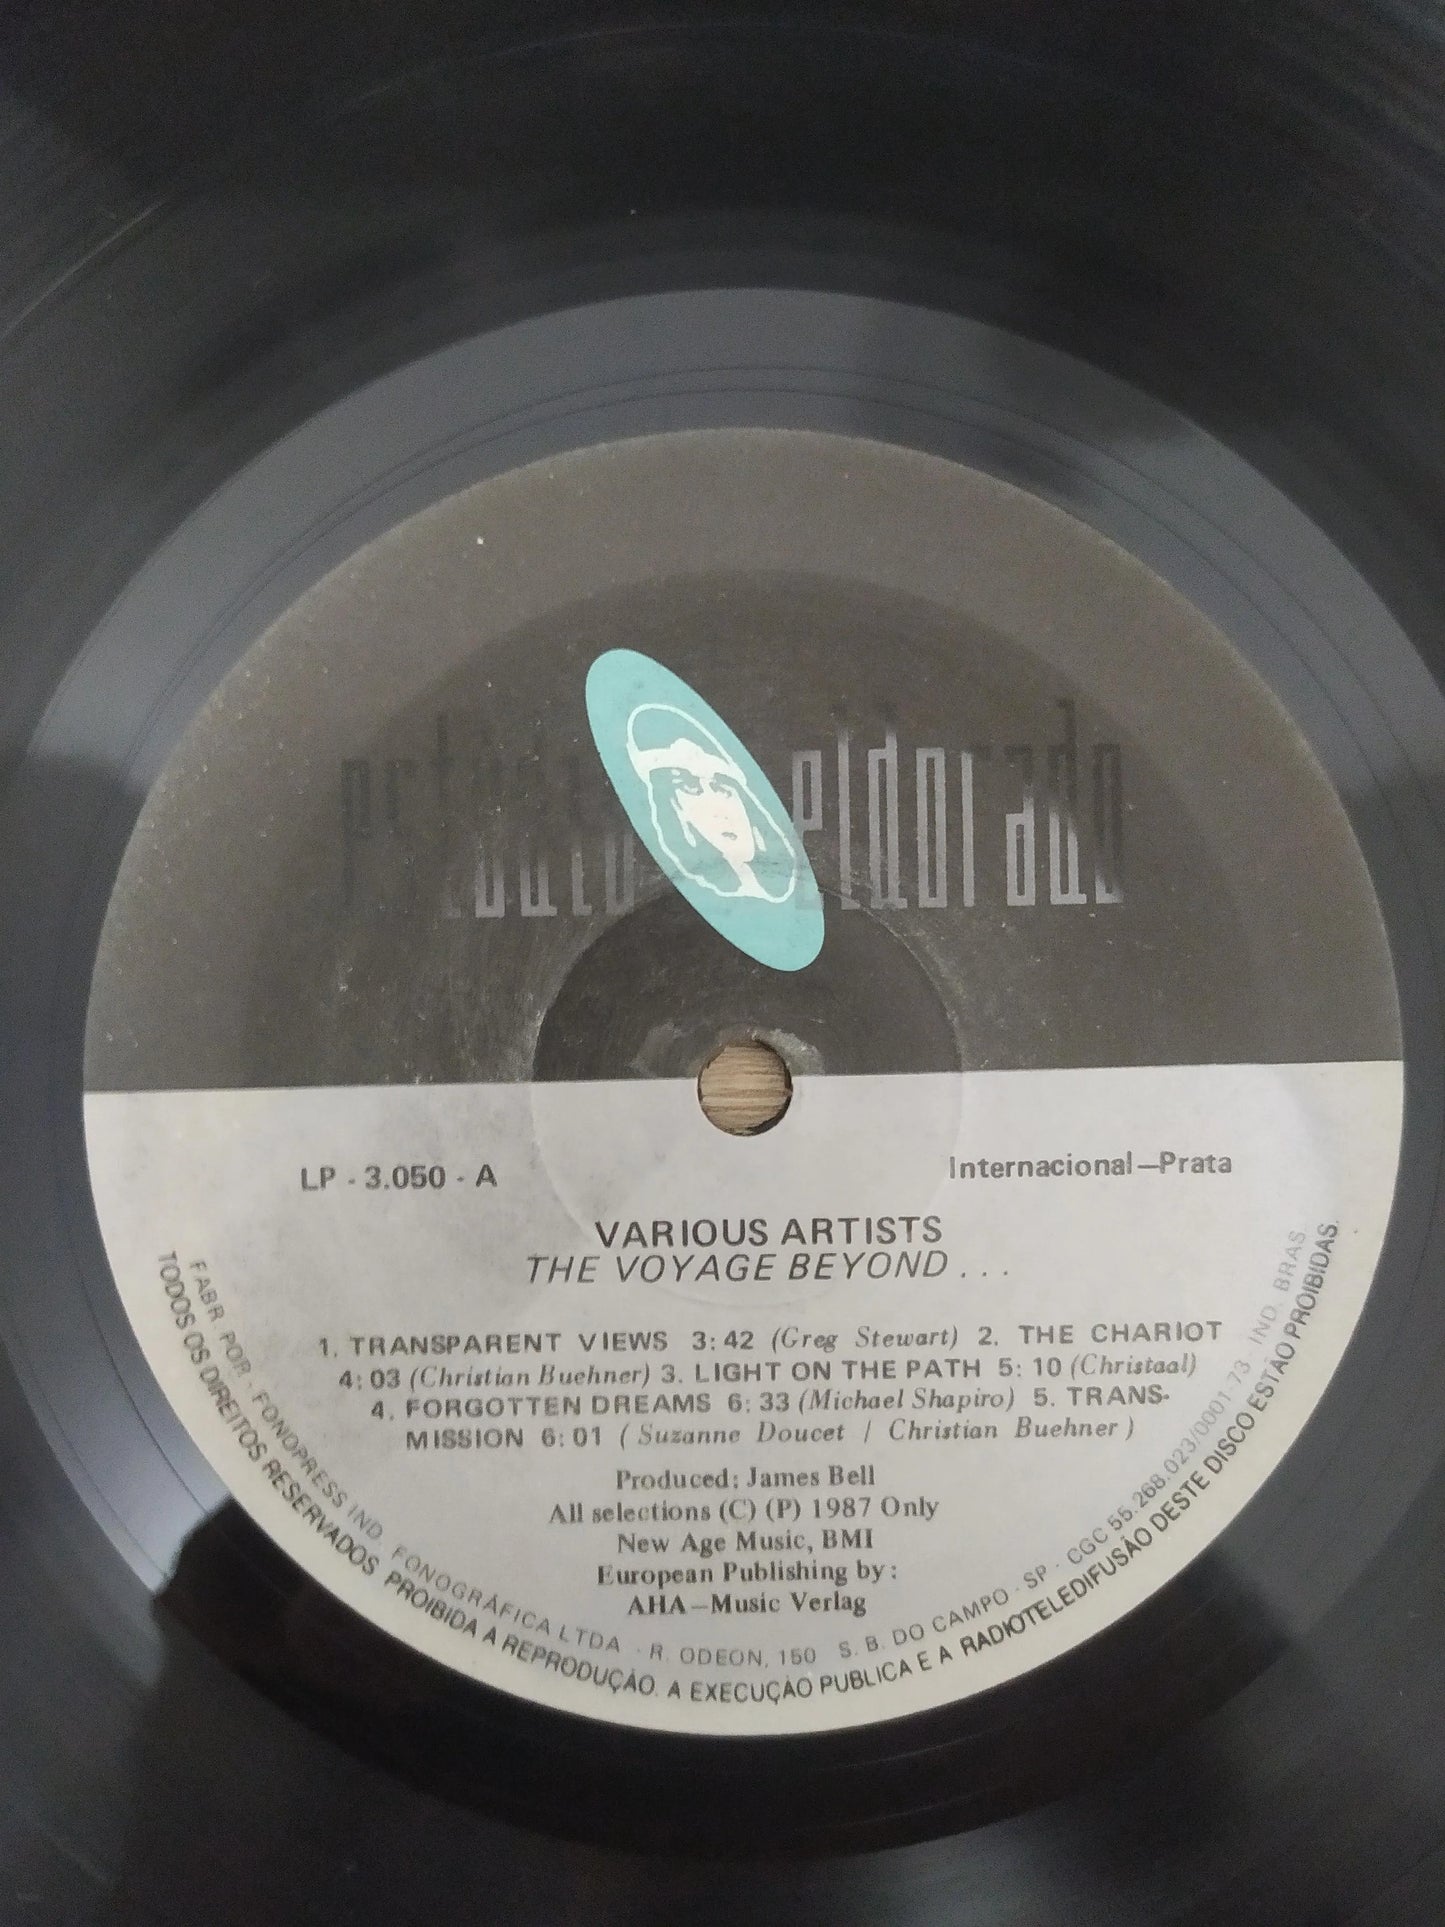 estúdio eldorado
LP - 3.050 - A
Internacional—Prata
VARIOUS ARTISTS
THE VOYAGE BEYOND . . .
1. TRANSPARENT VIEWS 3: 42 (Greg Stewart) 2. THE CHARIOT
4: 03 (Christian Buehner) 3. LIGHT ON THE PATH 5: 10 (Christaal)
4. FORGOTTEN DREAMS 6: 33 (Michael Shapiro) 5. TRANS-
MISSION 6: 01 ( Suzanne Doucet / Christian Buehner )
Produced: James Bell
All selections (C) (P) 1987 Only
New Age Music, BMI
European Publishing by:
AHA—Music Verlag
FABR POR · FONOPRESS IND. FONOGRÁFICA LTDA · R. ODEON, 150 S. B. DO CAMPO · SP · CGC 55.268.023/0001-73 · IND. BRAS.
TODOS OS DIREITOS RESERVADOS. PROIBIDA A REPRODUÇÃO. A EXECUÇÃO PUBLICA E A RADIOTELEDIFUSÃO DESTE DISCO ESTÃO PROIBIDAS.